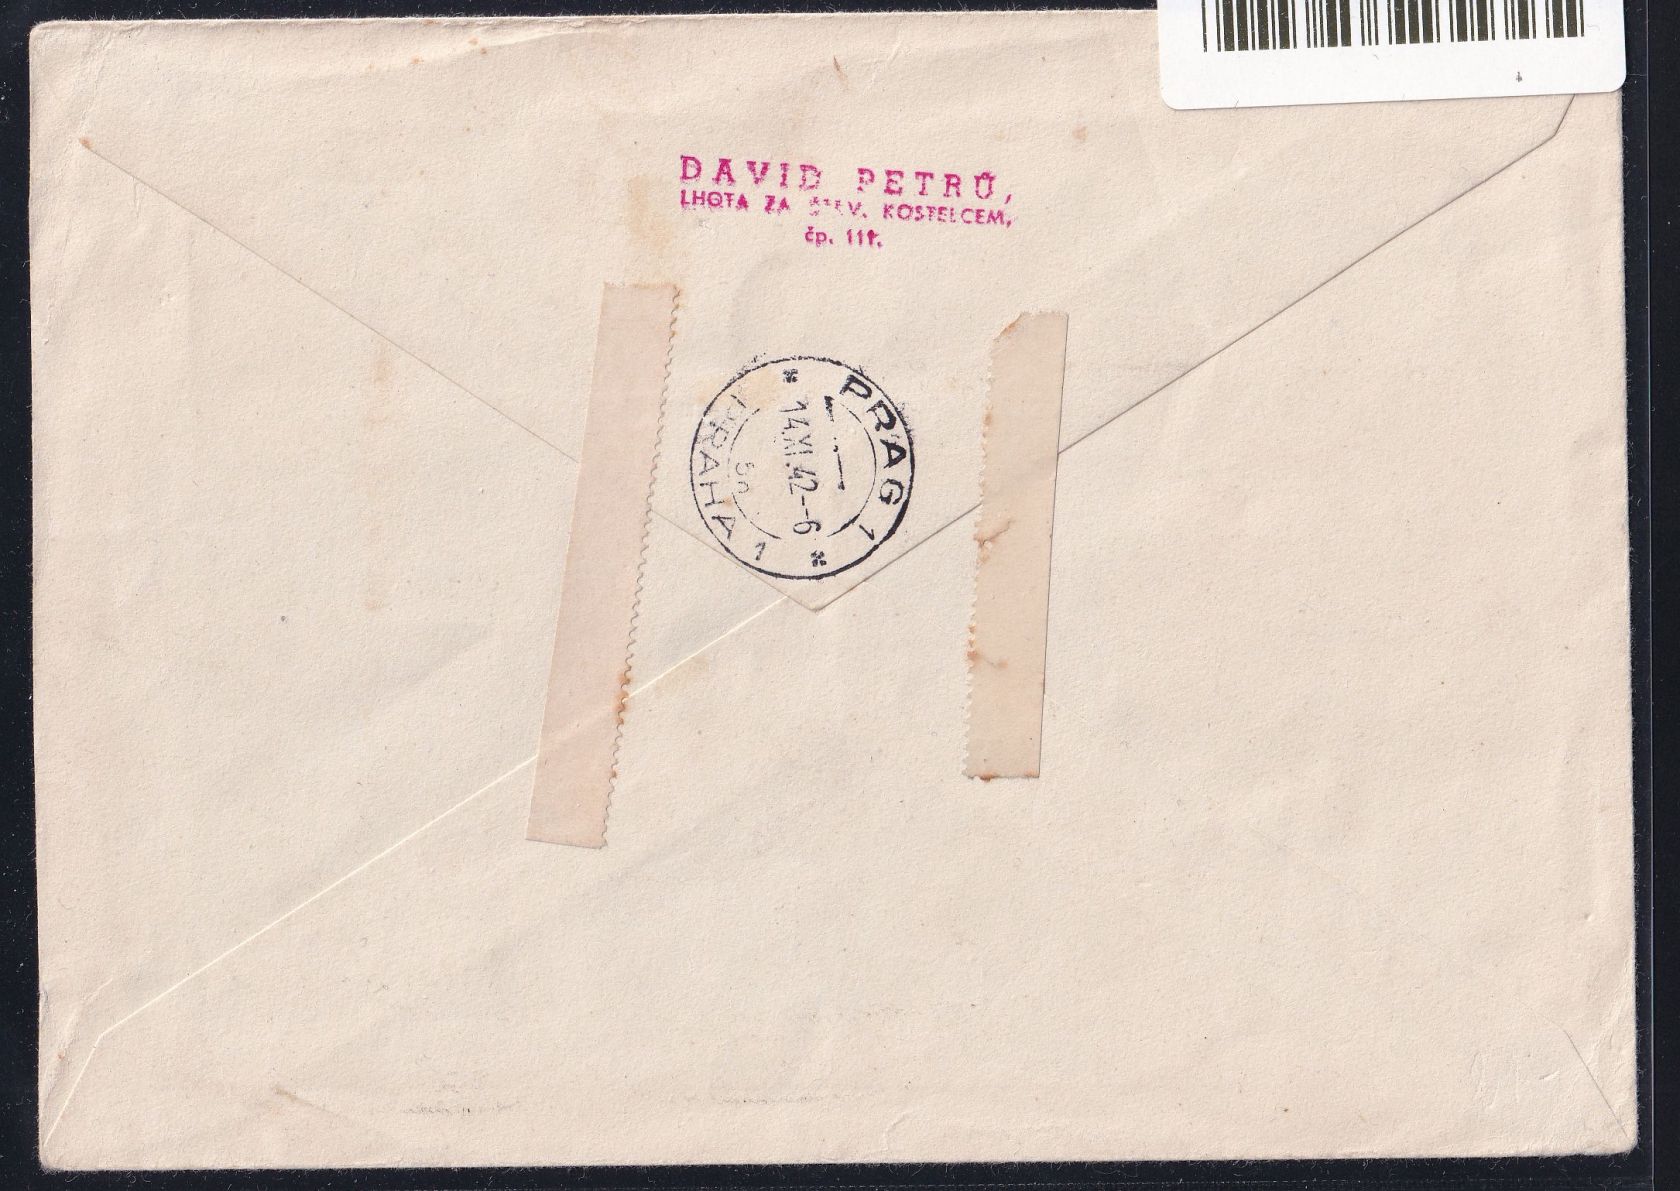 DAVID PETRŮ,
LHOTA ZA KOSTELCEM,
čp. 111.
PRAG 1
14.XI.42--6
PRAHA 1